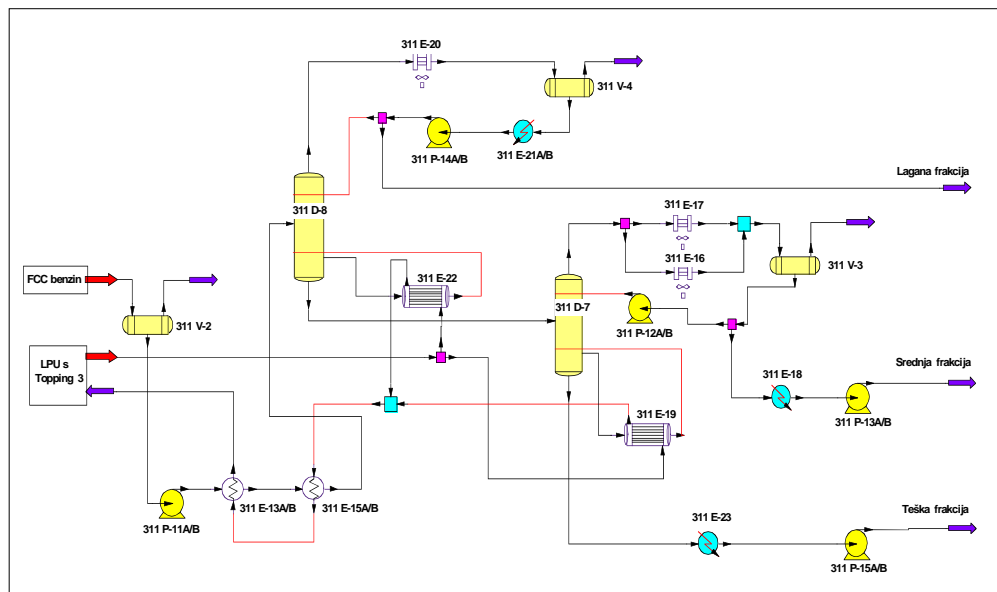 311 E-20
311 V-4
311 P-14A/B
311 E-21A/B
Lagana frakcija
311 D-8
311 E-17
311 E-16
311 V-3
311 E-22
FCC benzin
311 V-2
311 D-7
311 P-12A/B
LPU s
Topping 3
Srednja frakcija
311 E-18
311 P-13A/B
311 E-19
311 E-13A/B
311 E-15A/B
311 P-11A/B
311 E-23
Teška frakcija
311 P-15A/B